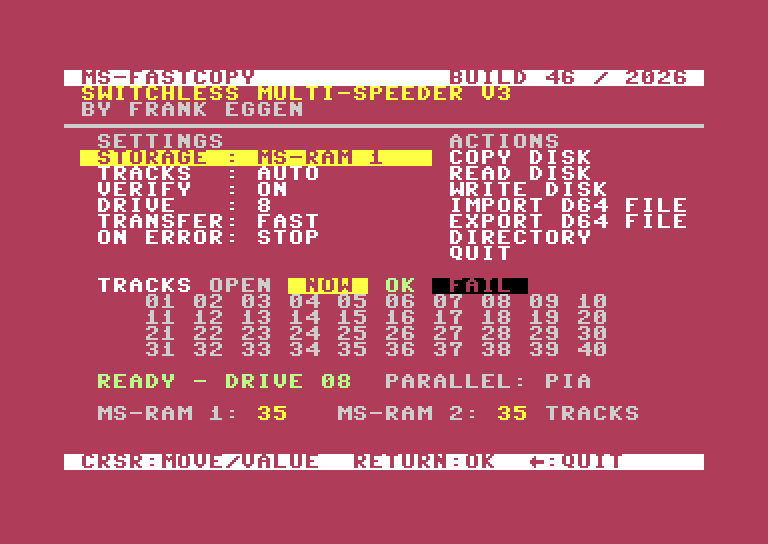 MS-FASTCOPY BUILD 46 / 2026
SWITCHLESS MULTI-SPEEDER V3
BY FRANK EGGEN
SETTINGS ACTIONS
STORAGE : MS-RAM 1 COPY DISK
TRACKS : AUTO READ DISK
VERIFY : ON WRITE DISK
DRIVE : 8 IMPORT D64 FILE
TRANSFER: FAST EXPORT D64 FILE
ON ERROR: STOP DIRECTORY
QUIT
TRACKS OPEN NOW OK FAIL
01 02 03 04 05 06 07 08 09 10
11 12 13 14 15 16 17 18 19 20
21 22 23 24 25 26 27 28 29 30
31 32 33 34 35 36 37 38 39 40
READY - DRIVE 08 PARALLEL: PIA
MS-RAM 1: 35 MS-RAM 2: 35 TRACKS
CRSR:MOVE/VALUE RETURN:OK ←:QUIT